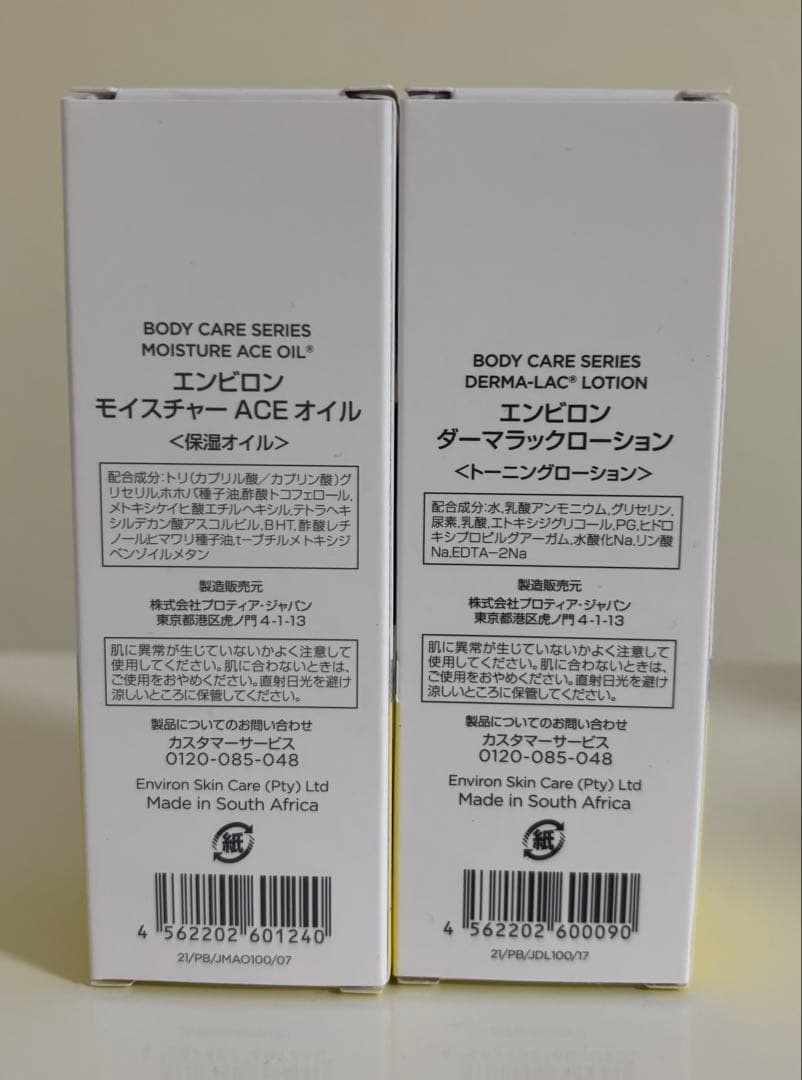 BODY CARE SERIES
MOISTURE ACE OIL®
エンビロン
モイスチャー ACE オイル
＜保湿オイル＞
配合成分:トリ(カプリル酸／カプリン酸)グ
リセリル,ホホバ種子油,酢酸トコフェロール,
メトキシケイヒ酸エチルヘキシル,テトラヘキ
シルデカン酸アスコルビル,BHT,酢酸レチ
ノールヒマワリ種子油,t－ブチルメトキシジ
ベンゾイルメタン
製造販売元
株式会社プロティア・ジャパン
東京都港区虎ノ門 4-1-13
肌に異常が生じていないかよく注意して
使用してください。肌に合わないときは、
ご使用をおやめください。直射日光を避け
涼しいところに保管してください。
製品についてのお問い合わせ
カスタマーサービス
0120-085-048
Environ Skin Care (Pty) Ltd
Made in South Africa
紙
4 562202 601240
21/PB/JMAO100/07
BODY CARE SERIES
DERMA-LAC® LOTION
エンビロン
ダーマラックローション
＜トーニングローション＞
配合成分:水,乳酸アンモニウム,グリセリン,
尿素,乳酸,エトキシジグリコール,PG,ヒドロ
キシプロピルグアーガム,水酸化Na,リン酸
Na,EDTA－2Na
製造販売元
株式会社プロティア・ジャパン
東京都港区虎ノ門 4-1-13
肌に異常が生じていないかよく注意して
使用してください。肌に合わないときは、
ご使用をおやめください。直射日光を避け
涼しいところに保管してください。
製品についてのお問い合わせ
カスタマーサービス
0120-085-048
Environ Skin Care (Pty) Ltd
Made in South Africa
紙
4 562202 600090
21/PB/JDL100/17